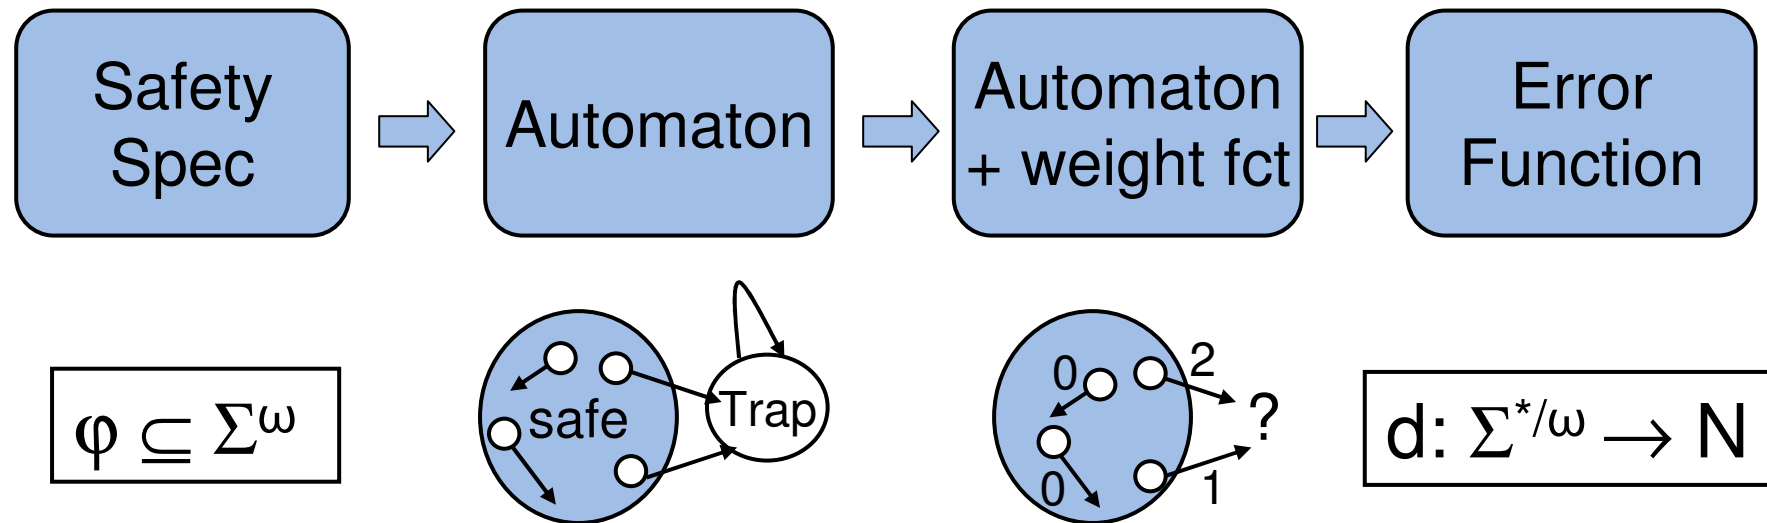 Safety
Spec
Automaton
Automaton
+ weight fct
Error
Function
φ ⊆ Σ^ω
safe
Trap
0
2
?
0
1
d: Σ^*/ω → N